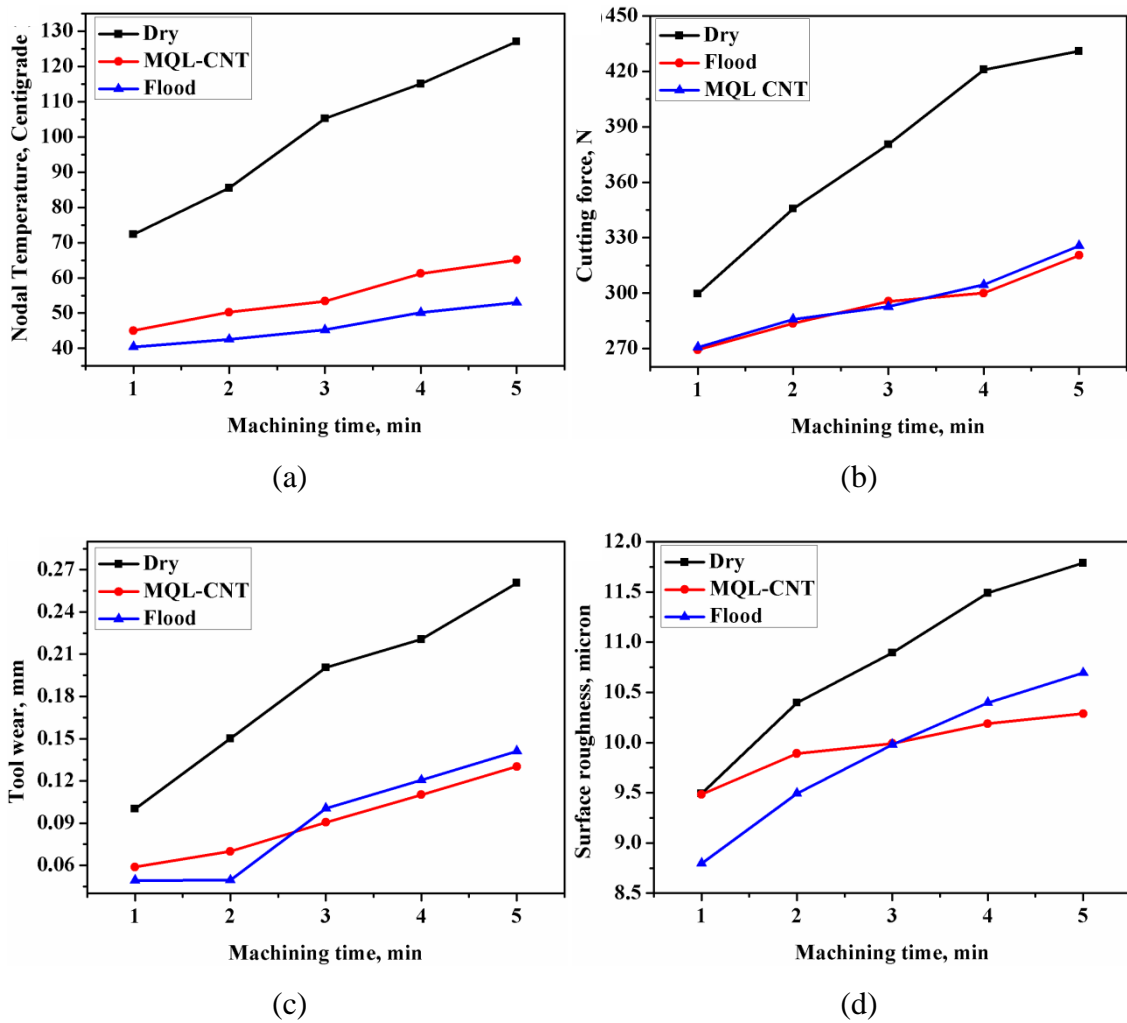 Nodal Temperature, Centigrade
130
120
110
100
90
80
70
60
50
40
Dry
MQL-CNT
Flood
1 2 3 4 5
Machining time, min
(a)
Cutting force, N
450
420
390
360
330
300
270
Dry
Flood
MQL CNT
1 2 3 4 5
Machining time, min
(b)
Tool wear, mm
0.27
0.24
0.21
0.18
0.15
0.12
0.09
0.06
Dry
MQL-CNT
Flood
1 2 3 4 5
Machining time, min
(c)
Surface roughness, micron
12.0
11.5
11.0
10.5
10.0
9.5
9.0
8.5
Dry
MQL-CNT
Flood
1 2 3 4 5
Machining time, min
(d)